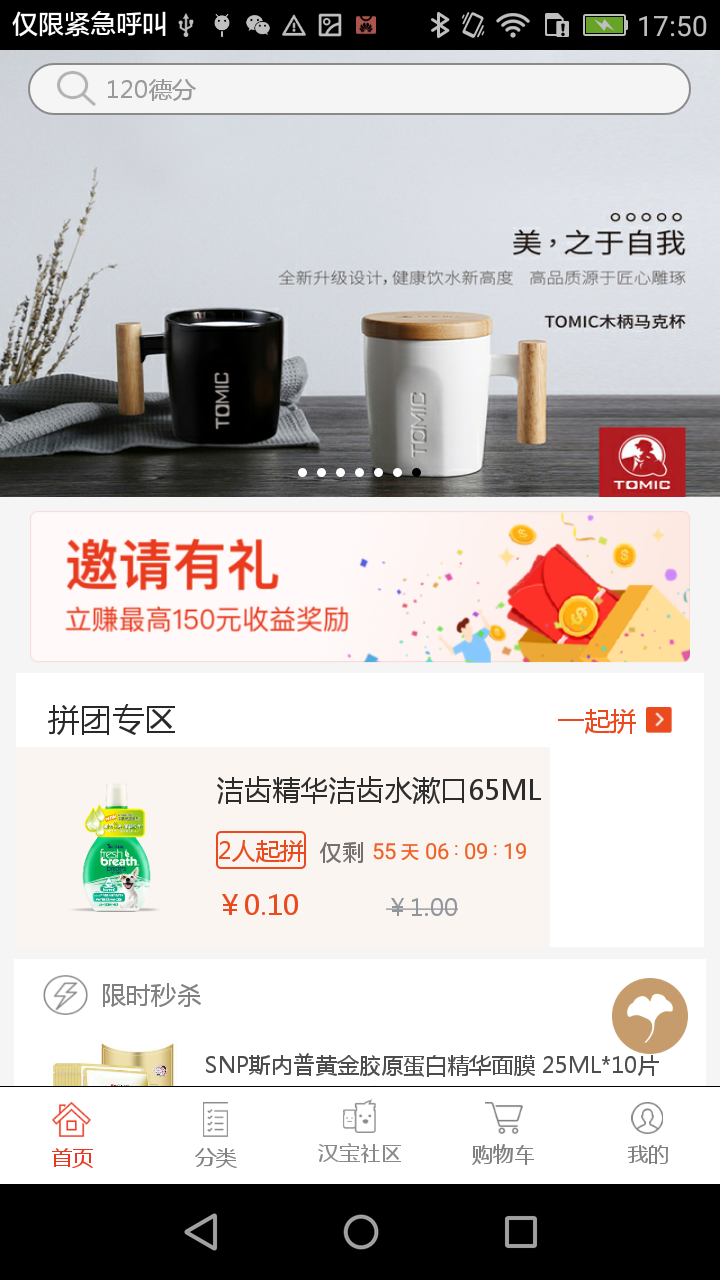 仅限紧急呼叫 17:50
120德分
美，之于自我
全新升级设计，健康饮水新高度 高品质源于匠心雕琢
TOMIC木柄马克杯
TOMIC
TOMIC
TOMIC
邀请有礼
立赚最高150元收益奖励
拼团专区 一起拼
洁齿精华洁齿水漱口65ML
fresh
breath
2人起拼 仅剩 55 天 06 : 09 : 19
￥0.10 ￥1.00
限时秒杀
SNP斯内普黄金胶原蛋白精华面膜 25ML*10片
首页 分类 汉宝社区 购物车 我的